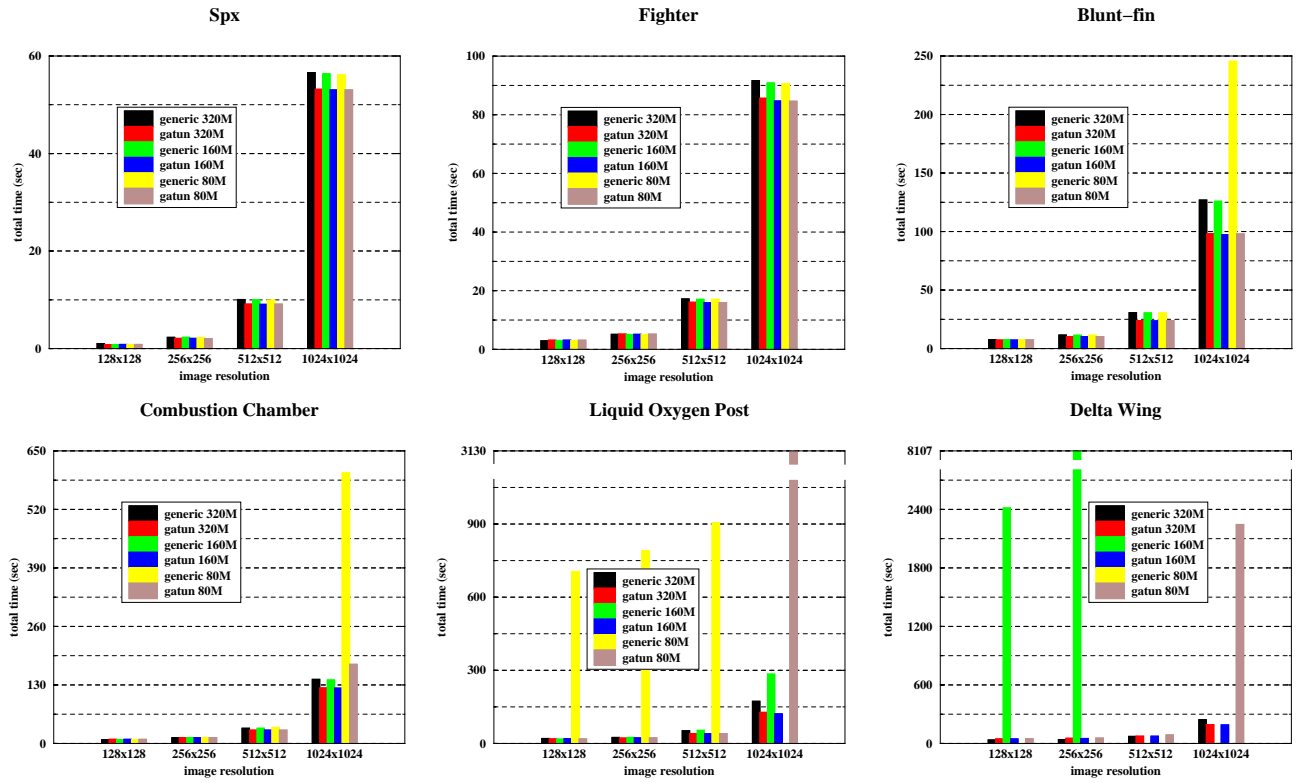 Spx
60
40
20
0
total time (sec)
generic 320M
gatun 320M
generic 160M
gatun 160M
generic 80M
gatun 80M
128x128 256x256 512x512 1024x1024
image resolution
Fighter
100
80
60
40
20
0
total time (sec)
generic 320M
gatun 320M
generic 160M
gatun 160M
generic 80M
gatun 80M
128x128 256x256 512x512 1024x1024
image resolution
Blunt−fin
250
200
150
100
50
0
total time (sec)
generic 320M
gatun 320M
generic 160M
gatun 160M
generic 80M
gatun 80M
128x128 256x256 512x512 1024x1024
image resolution
Combustion Chamber
650
520
390
260
130
0
total time (sec)
generic 320M
gatun 320M
generic 160M
gatun 160M
generic 80M
gatun 80M
128x128 256x256 512x512 1024x1024
image resolution
Liquid Oxygen Post
3130
900
600
300
0
total time (sec)
generic 320M
gatun 320M
generic 160M
gatun 160M
generic 80M
gatun 80M
128x128 256x256 512x512 1024x1024
image resolution
Delta Wing
8107
2400
1800
1200
600
0
total time (sec)
generic 320M
gatun 320M
generic 160M
gatun 160M
generic 80M
gatun 80M
128x128 256x256 512x512 1024x1024
image resolution